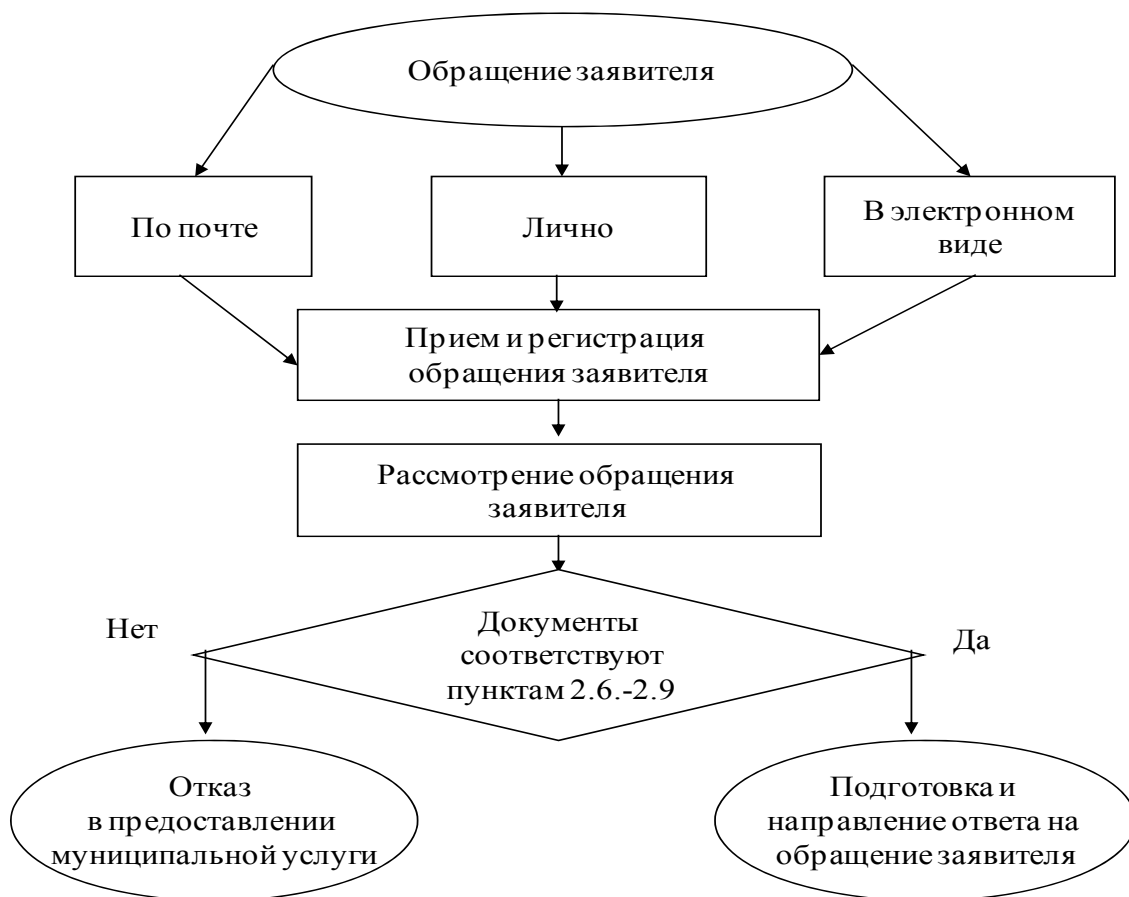 Обращение заявителя
По почте
Лично
В электронном
виде
Прием и регистрация
обращения заявителя
Рассмотрение обращения
заявителя
Нет
Документы
соответствуют
пунктам 2.6.-2.9
Да
Отказ
в предоставлении
муниципальной услуги
Подготовка и
направление ответа на
обращение заявителя